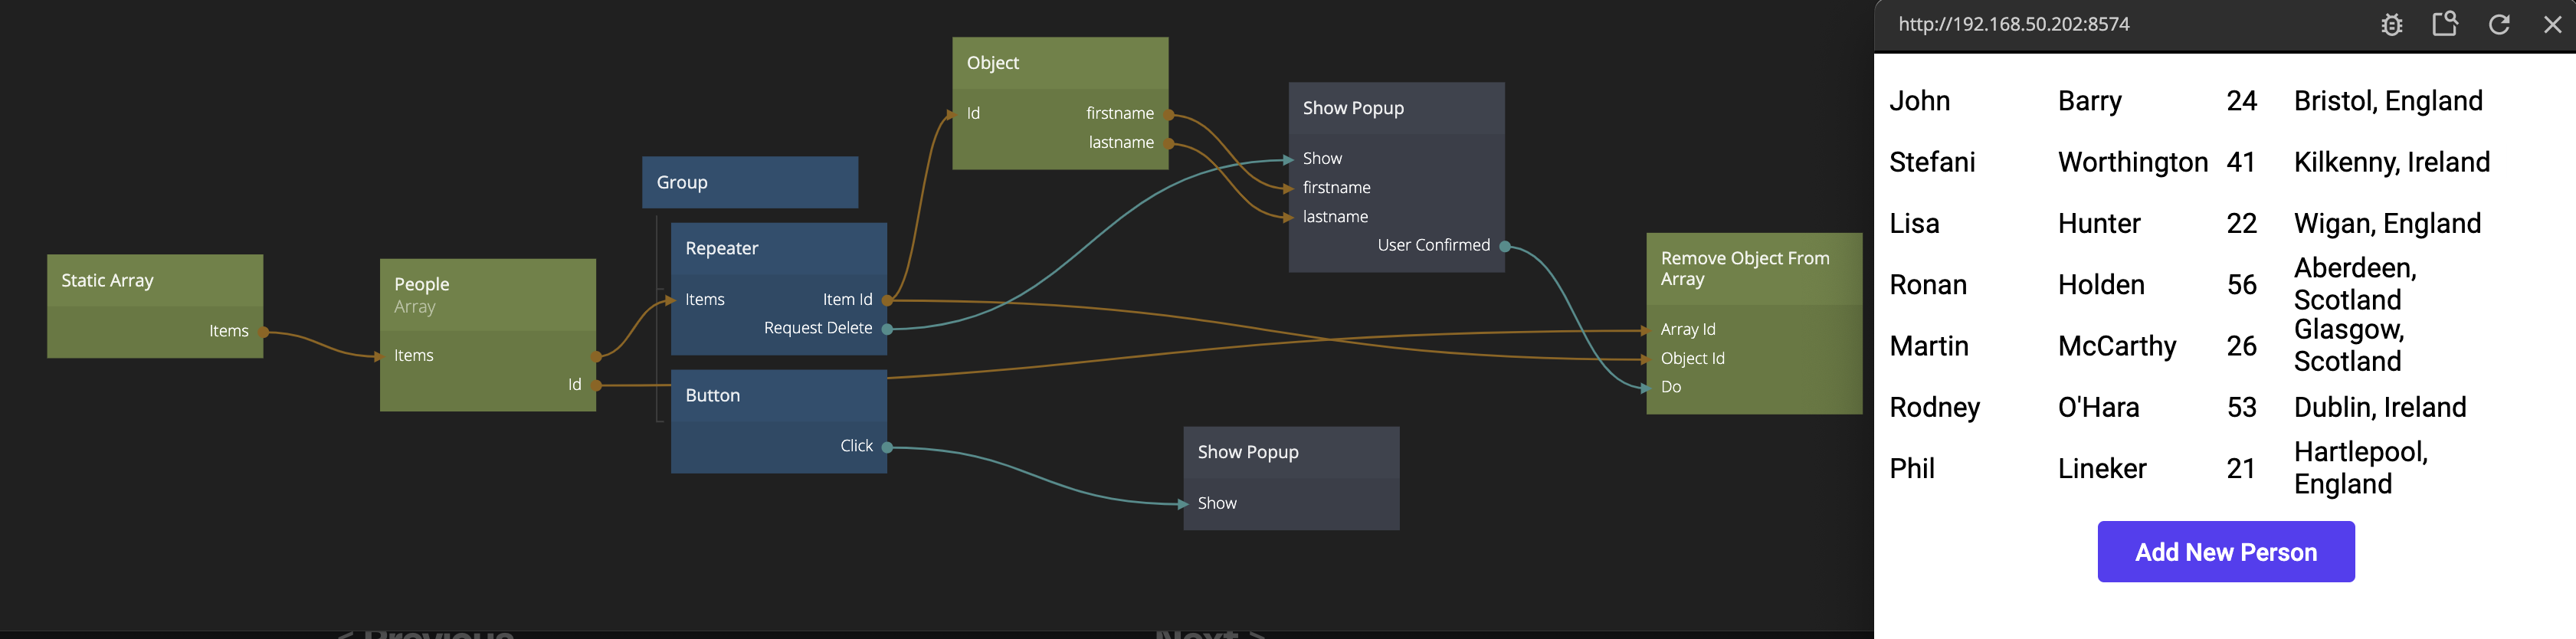 Static Array
Items
People
Array
Items
Id
Group
Repeater
Items Item Id
Request Delete
Button
Click
Object
Id firstname
lastname
Show Popup
Show
firstname
lastname
User Confirmed
Show Popup
Show
Remove Object From
Array
Array Id
Object Id
Do
< Previous
Next >
http://192.168.50.202:8574
John Barry 24 Bristol, England
Stefani Worthington 41 Kilkenny, Ireland
Lisa Hunter 22 Wigan, England
Ronan Holden 56 Aberdeen,
Scotland
Martin McCarthy 26 Glasgow,
Scotland
Rodney O'Hara 53 Dublin, Ireland
Phil Lineker 21 Hartlepool,
England
Add New Person